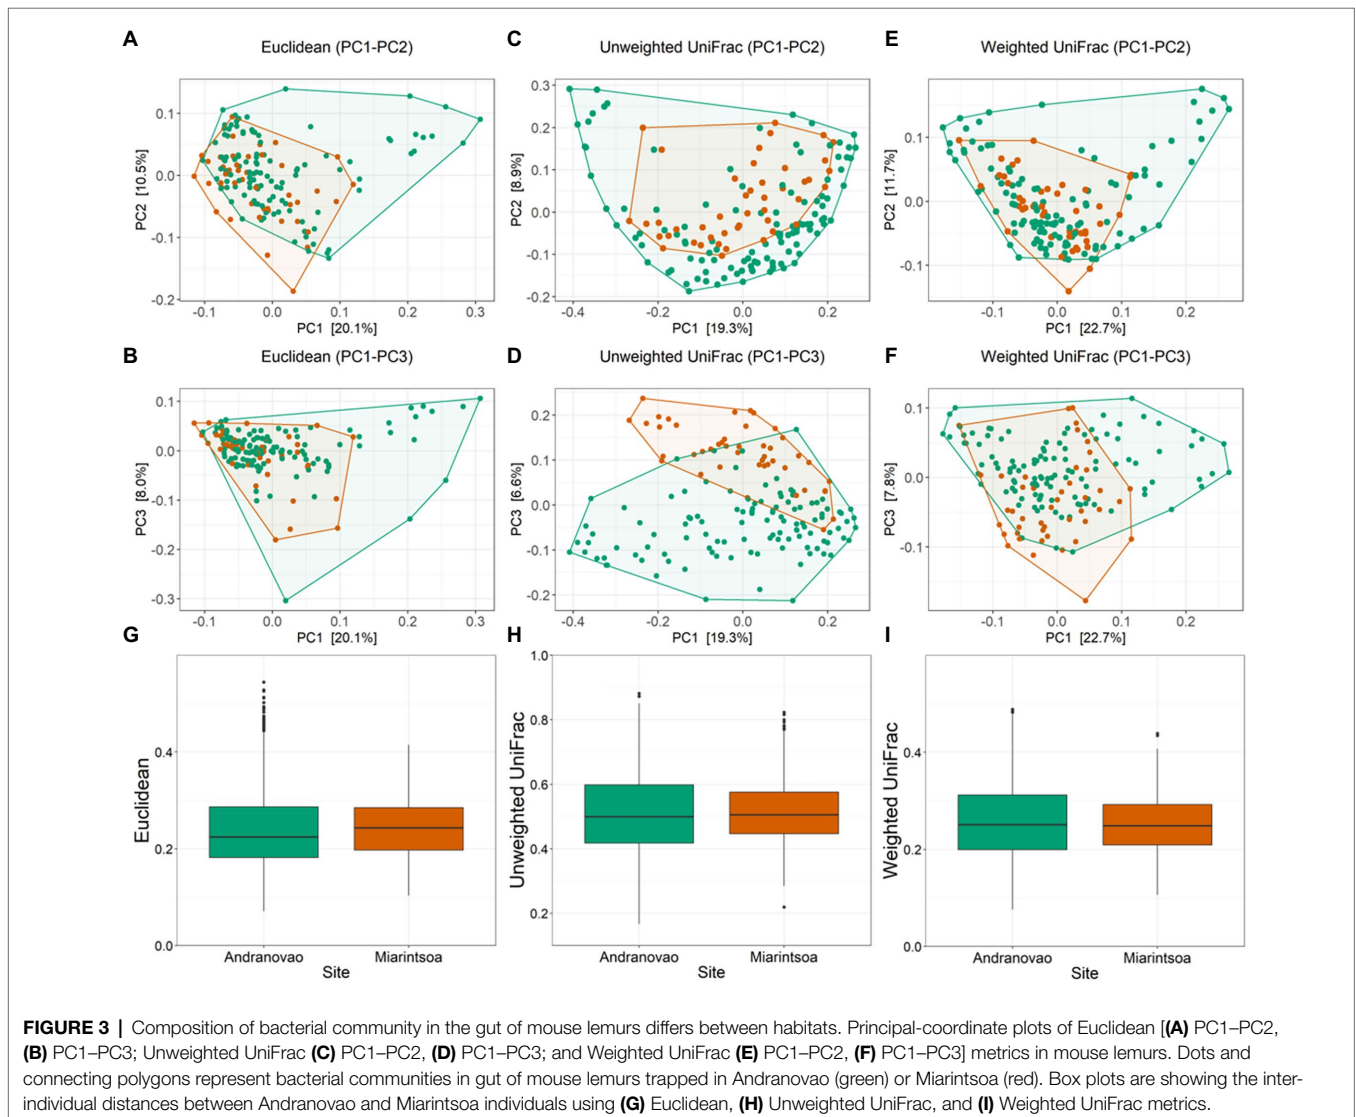 A
Euclidean (PC1-PC2)
PC2 [10.5%]
0.1
0.0
-0.1
-0.2
-0.1
0.0
0.1
0.2
0.3
PC1 [20.1%]
C
Unweighted UniFrac (PC1-PC2)
PC2 [8.9%]
0.3
0.2
0.1
0.0
-0.1
-0.2
-0.4
-0.2
0.0
0.2
PC1 [19.3%]
E
Weighted UniFrac (PC1-PC2)
PC2 [11.7%]
0.1
0.0
-0.1
-0.1
0.0
0.1
0.2
PC1 [22.7%]
B
Euclidean (PC1-PC3)
PC3 [8.0%]
0.1
0.0
-0.1
-0.2
-0.3
-0.1
0.0
0.1
0.2
0.3
PC1 [20.1%]
D
Unweighted UniFrac (PC1-PC3)
PC3 [6.6%]
0.2
0.1
0.0
-0.1
-0.2
-0.4
-0.2
0.0
0.2
PC1 [19.3%]
F
Weighted UniFrac (PC1-PC3)
PC3 [7.8%]
0.1
0.0
-0.1
-0.1
0.0
0.1
0.2
PC1 [22.7%]
G
Euclidean
0.4
0.2
0.0
Andranovao
Miarintsoa
Site
H
Unweighted UniFrac
1.0
0.8
0.6
0.4
0.2
Andranovao
Miarintsoa
Site
I
Weighted UniFrac
0.4
0.2
0.0
Andranovao
Miarintsoa
Site
FIGURE 3 | Composition of bacterial community in the gut of mouse lemurs differs between habitats. Principal-coordinate plots of Euclidean [(A) PC1–PC2,
(B) PC1–PC3; Unweighted UniFrac (C) PC1–PC2, (D) PC1–PC3; and Weighted UniFrac (E) PC1–PC2, (F) PC1–PC3] metrics in mouse lemurs. Dots and
connecting polygons represent bacterial communities in gut of mouse lemurs trapped in Andranovao (green) or Miarintsoa (red). Box plots are showing the inter-
individual distances between Andranovao and Miarintsoa individuals using (G) Euclidean, (H) Unweighted UniFrac, and (I) Weighted UniFrac metrics.